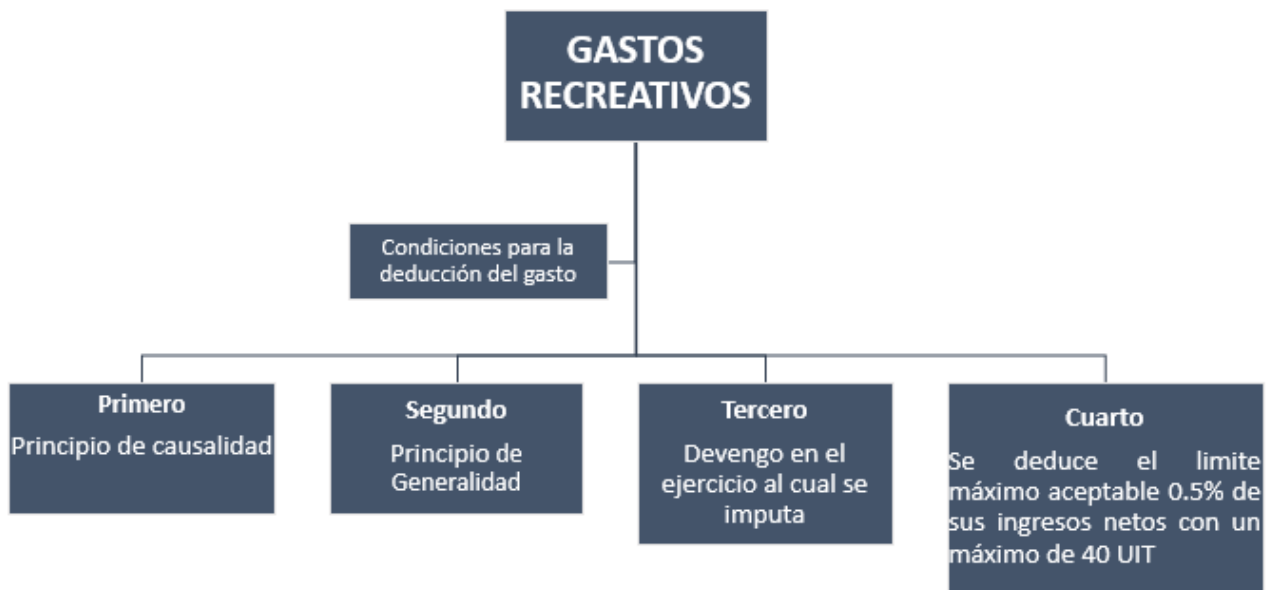 GASTOS
RECREATIVOS
Condiciones para la
deducción del gasto
Primero
Principio de causalidad
Segundo
Principio de
Generalidad
Tercero
Devengo en el
ejercicio al cual se
imputa
Cuarto
Se deduce el limite
máximo aceptable 0.5% de
sus ingresos netos con un
máximo de 40 UIT